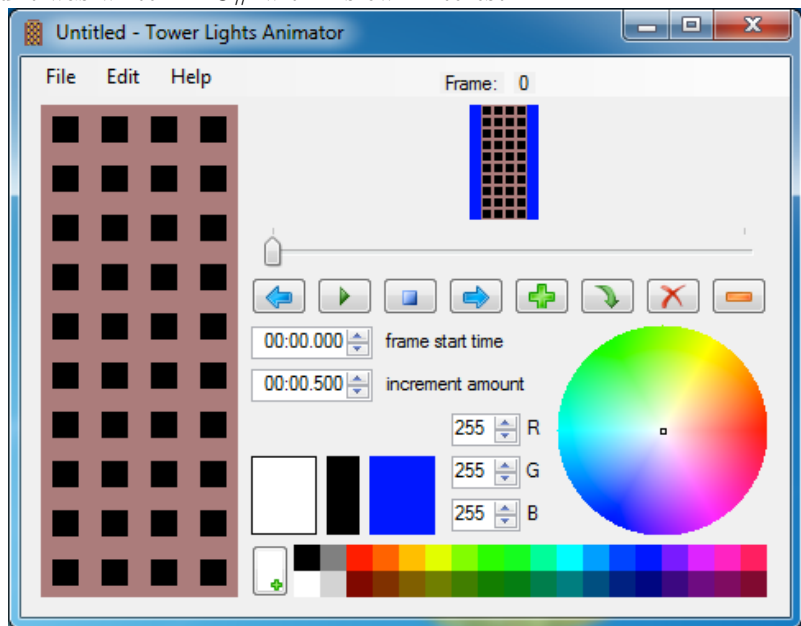 Untitled - Tower Lights Animator
File Edit Help
Frame: 0
00:00.000 frame start time
00:00.500 increment amount
255 R
255 G
255 B